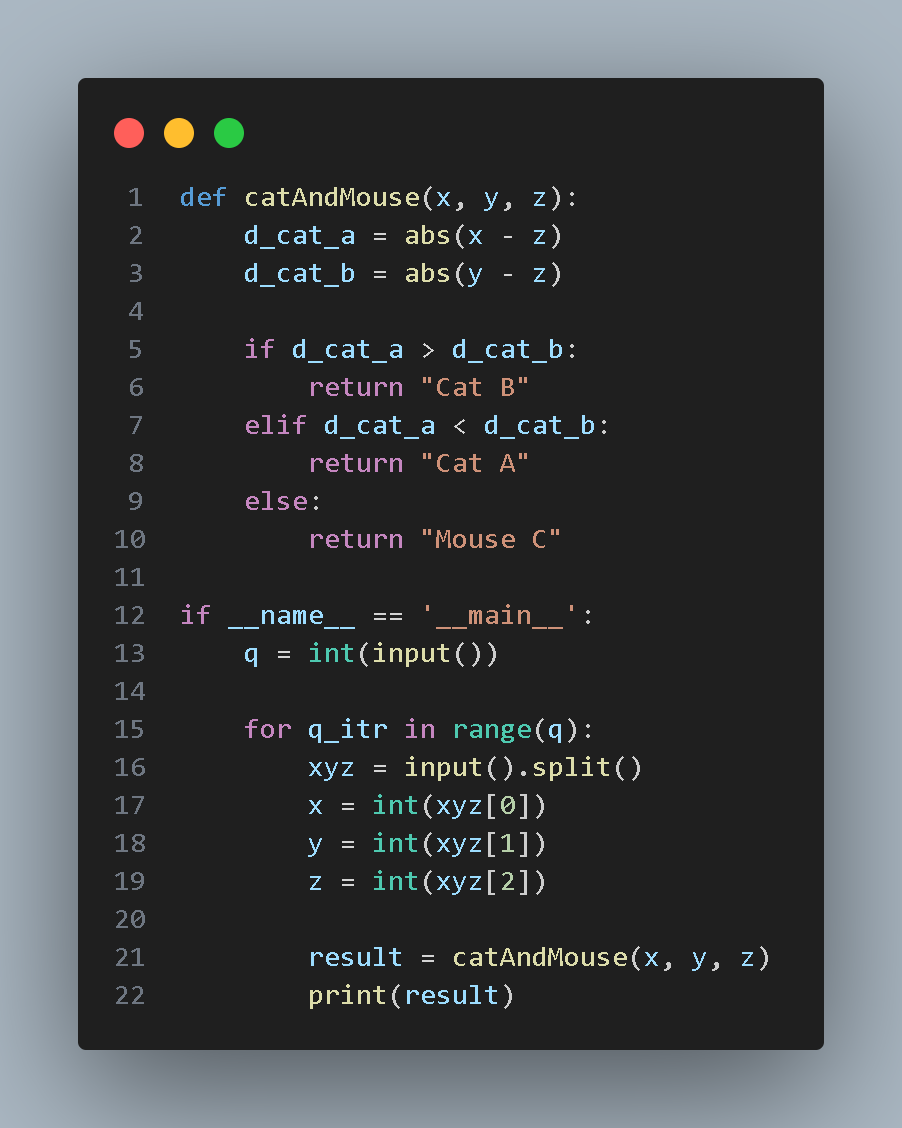 1 def catAndMouse(x, y, z):
2     d_cat_a = abs(x - z)
3     d_cat_b = abs(y - z)
4
5     if d_cat_a > d_cat_b:
6         return "Cat B"
7     elif d_cat_a < d_cat_b:
8         return "Cat A"
9     else:
10         return "Mouse C"
11
12 if __name__ == '__main__':
13     q = int(input())
14
15     for q_itr in range(q):
16         xyz = input().split()
17         x = int(xyz[0])
18         y = int(xyz[1])
19         z = int(xyz[2])
20
21         result = catAndMouse(x, y, z)
22         print(result)